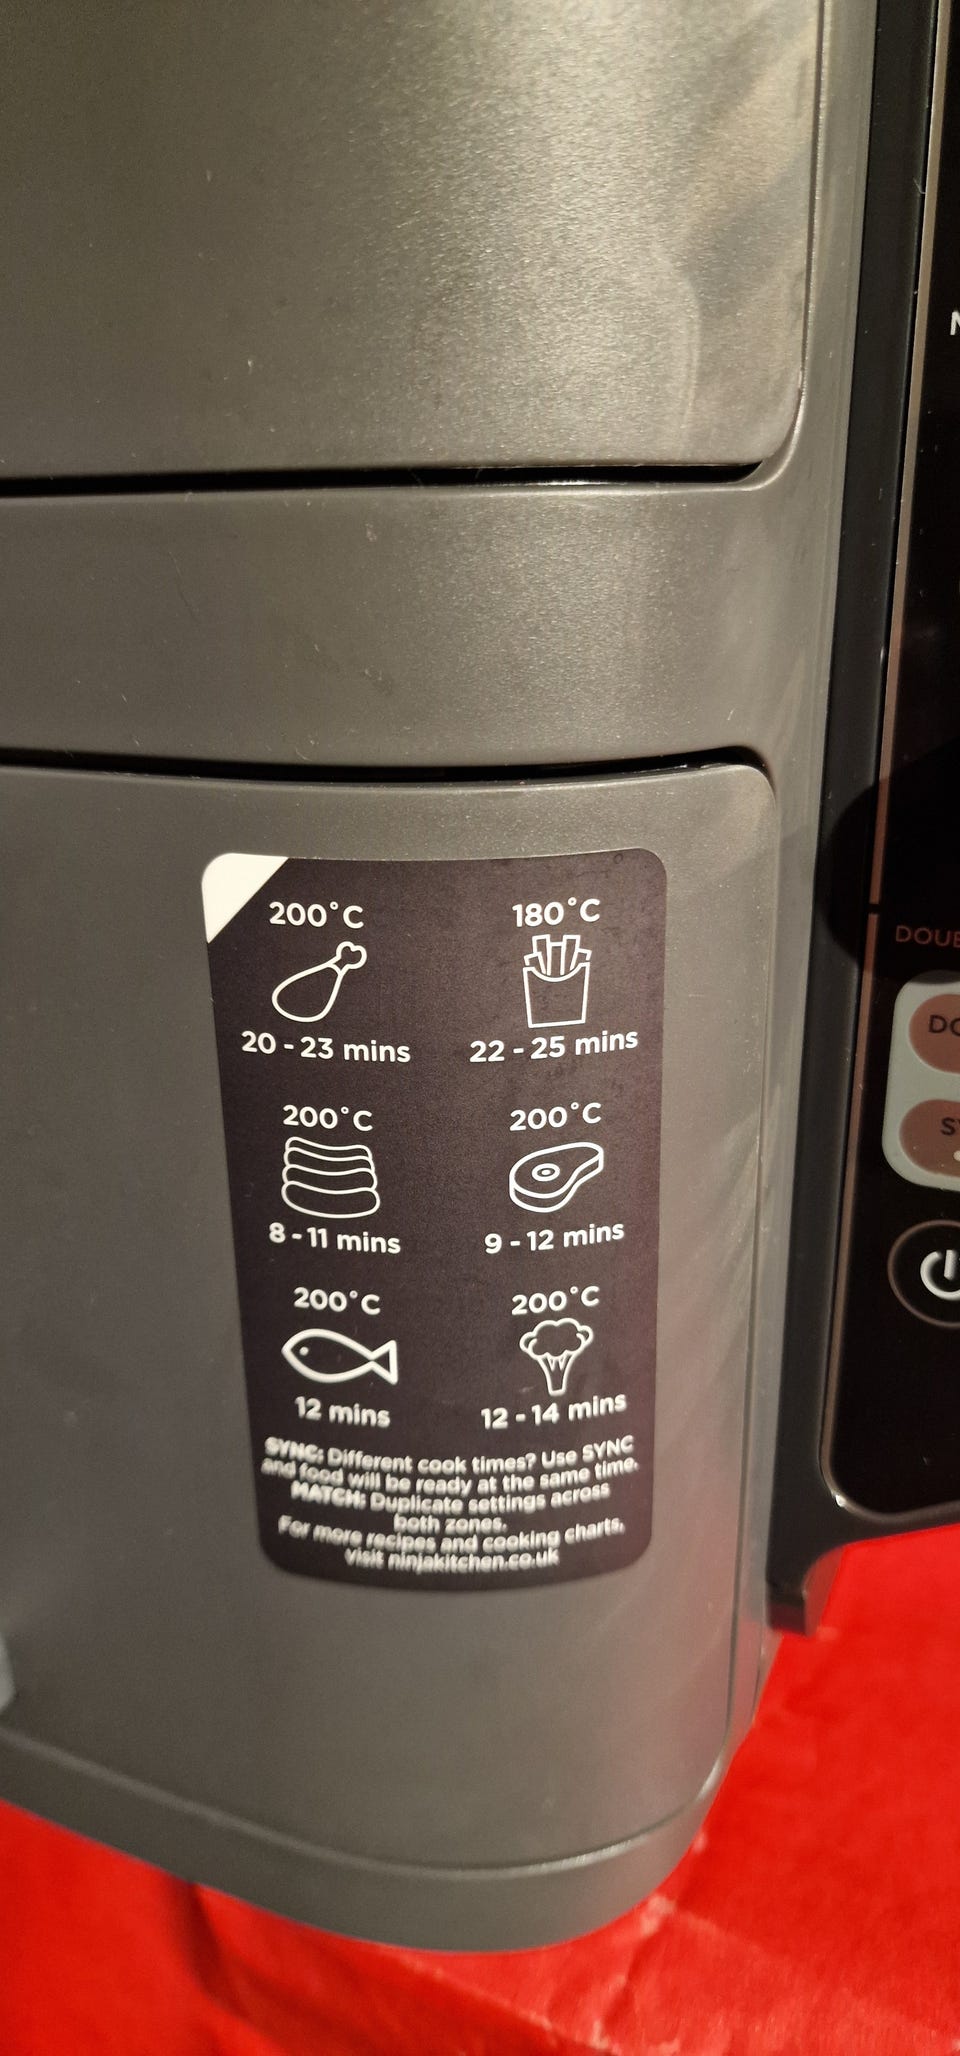 200°C 180°C
20 - 23 mins 22 - 25 mins
200°C 200°C
8 - 11 mins 9 - 12 mins
200°C 200°C
12 mins 12 - 14 mins
SYNC: Different cook times? Use SYNC
and food will be ready at the same time.
MATCH: Duplicate settings across
both zones.
For more recipes and cooking charts,
visit ninjakitchen.co.uk